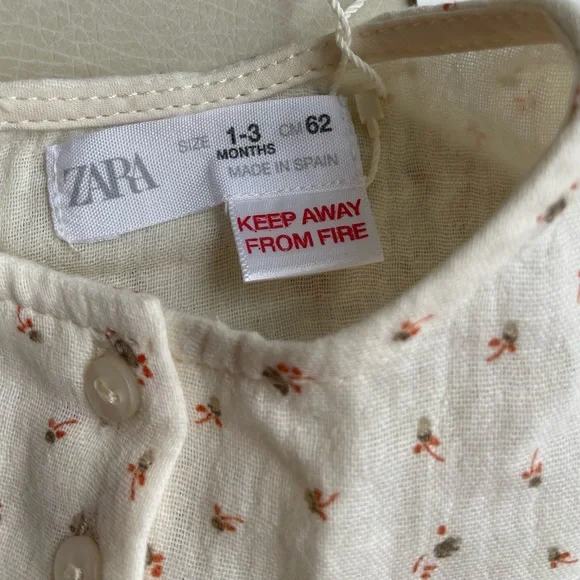 ZARA
SIZE 1-3 MONTHS CM 62
MADE IN SPAIN
KEEP AWAY
FROM FIRE